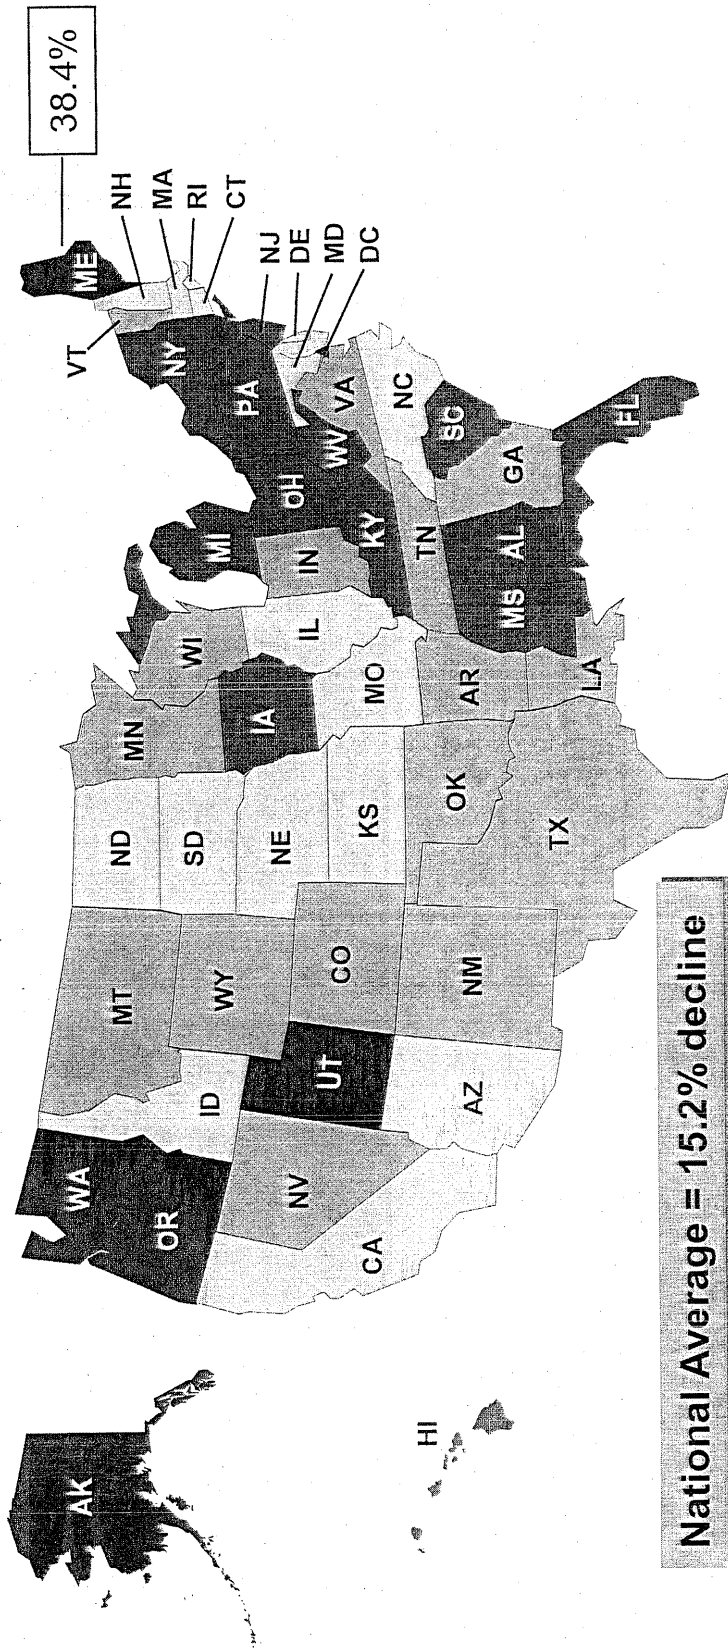 38.4%
ME
NH
MA
RI
CT
VT
NY
NJ
DE
MD
DC
PA
WV
VA
NC
SC
GA
FL
OH
MI
IN
KY
TN
AL
MS
WI
IL
MN
IA
MO
AR
LA
ND
SD
NE
KS
OK
TX
MT
WY
CO
NM
ID
UT
AZ
WA
OR
NV
CA
AK
HI
National Average = 15.2% decline